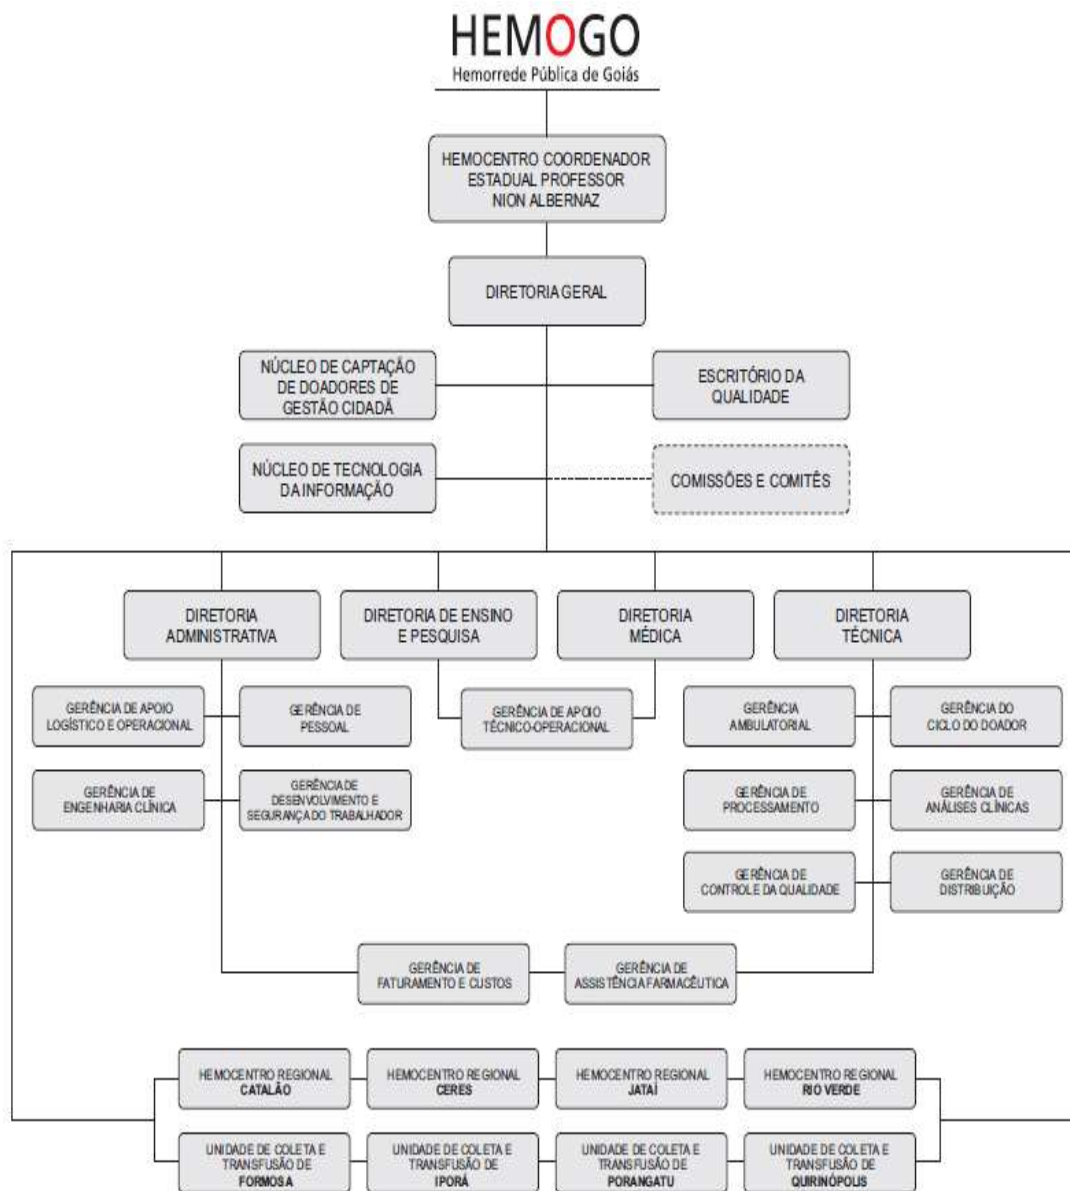 HEMOGO
Hemorrede Pública de Goiás
HEMOCENTRO COORDENADOR
ESTADUAL PROFESSOR
NION ALBERNAZ
DIRETORIA GERAL
NÚCLEO DE CAPTAÇÃO
DE DOADORES DE
GESTÃO CIDADÃ
ESCRITÓRIO DA
QUALIDADE
NÚCLEO DE TECNOLOGIA
DA INFORMAÇÃO
COMISSÕES E COMITÊS
DIRETORIA
ADMINISTRATIVA
DIRETORIA DE ENSINO
E PESQUISA
DIRETORIA
MÉDICA
DIRETORIA
TÉCNICA
GERÊNCIA DE APOIO
LOGÍSTICO E OPERACIONAL
GERÊNCIA DE
PESSOAL
GERÊNCIA DE APOIO
TÉCNICO-OPERACIONAL
GERÊNCIA
AMBULATORIAL
GERÊNCIA DO
CICLO DO DOADOR
GERÊNCIA DE
ENGENHARIA CLÍNICA
GERÊNCIA DE
DESENVOLVIMENTO E
SEGURANÇA DO TRABALHADOR
GERÊNCIA DE
PROCESSAMENTO
GERÊNCIA DE
ANÁLISES CLÍNICAS
GERÊNCIA DE
CONTROLE DA QUALIDADE
GERÊNCIA DE
DISTRIBUIÇÃO
GERÊNCIA DE
FATURAMENTO E CUSTOS
GERÊNCIA DE
ASSISTÊNCIA FARMACÊUTICA
HEMOCENTRO REGIONAL
CATALÃO
HEMOCENTRO REGIONAL
CERES
HEMOCENTRO REGIONAL
JATAÍ
HEMOCENTRO REGIONAL
RIO VERDE
UNIDADE DE COLETA E
TRANSFUSÃO DE
FORMOSA
UNIDADE DE COLETA E
TRANSFUSÃO DE
IPORÁ
UNIDADE DE COLETA E
TRANSFUSÃO DE
PORANGATU
UNIDADE DE COLETA E
TRANSFUSÃO DE
QUIRINÓPOLIS